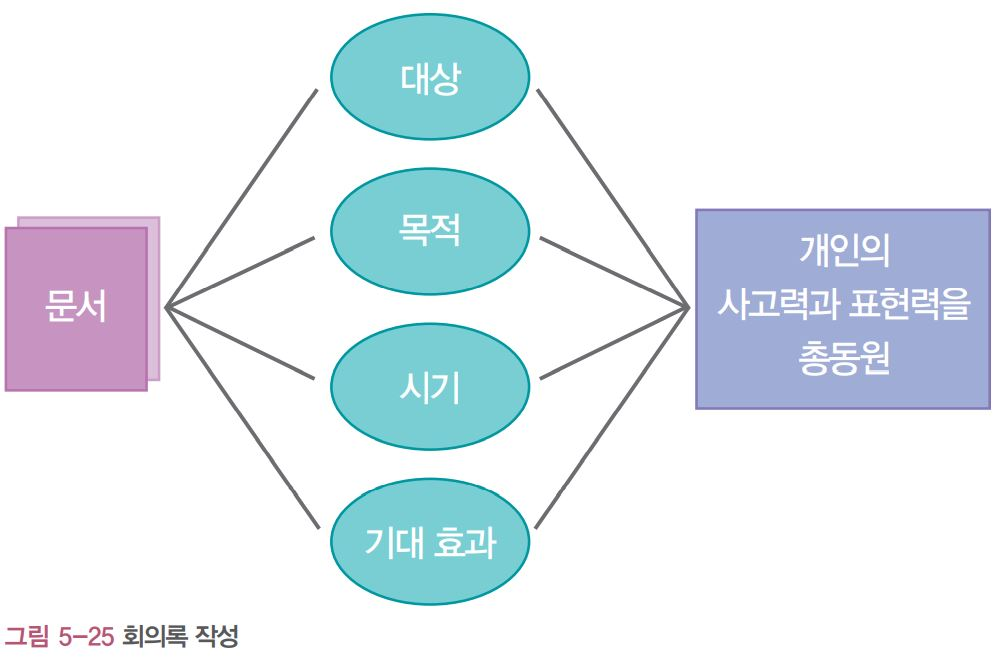 문서
대상
목적
시기
기대 효과
개인의
사고력과 표현력을
총동원
그림 5-25 회의록 작성